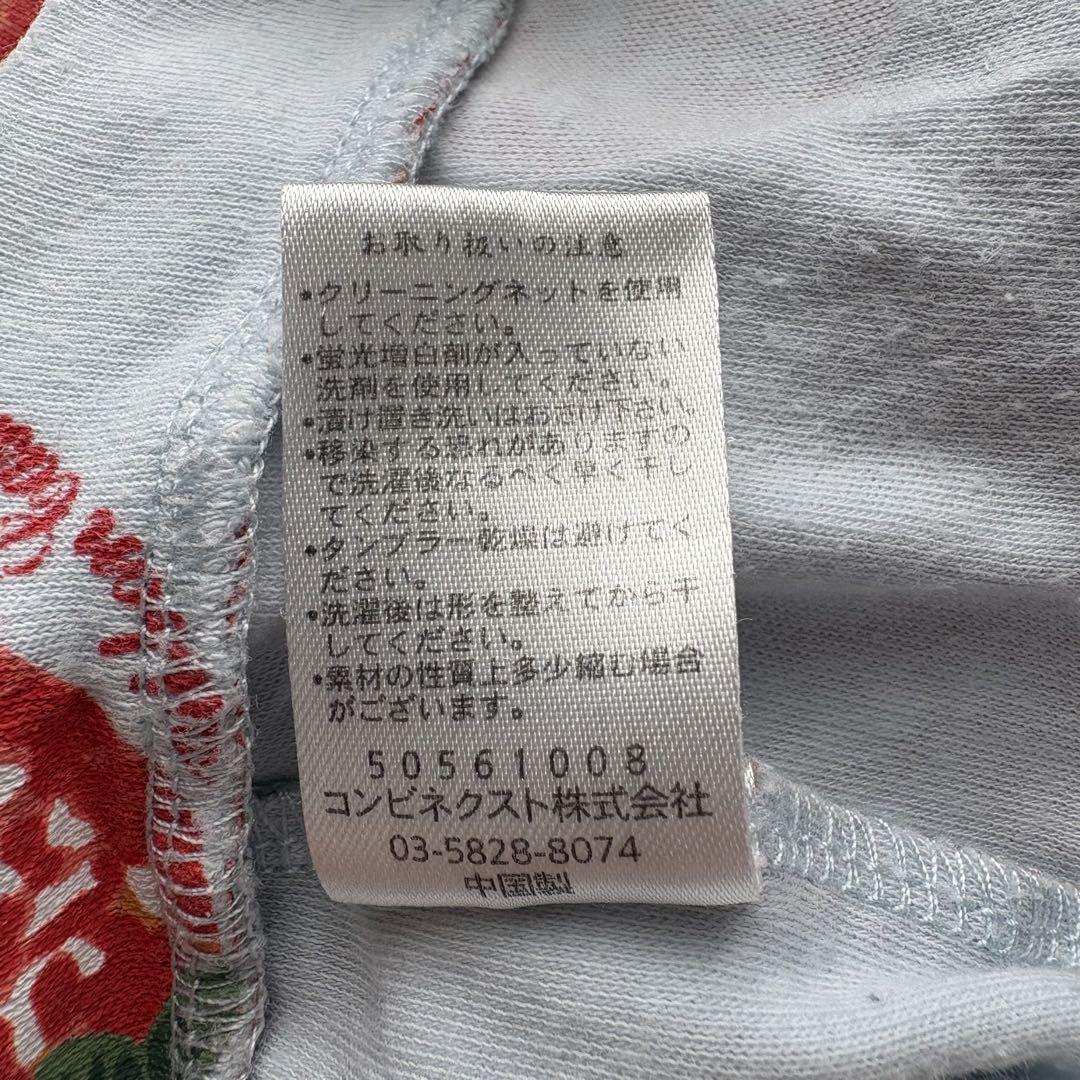 お取り扱いの注意
•クリーニングネットを使用
してください。
•蛍光増白剤が入っていない
洗剤を使用してください。
•漬け置き洗いはおさけ下さい。
•移染する恐れがありますの
で洗濯後なるべく早く干し
てください。
•タンブラー乾燥は避けてく
ださい。
•洗濯後は形を整えてから干
してください。
•素材の性質上多少縮む場合
がございます。
50561008
コンビネクスト株式会社
03-5828-8074
中国製